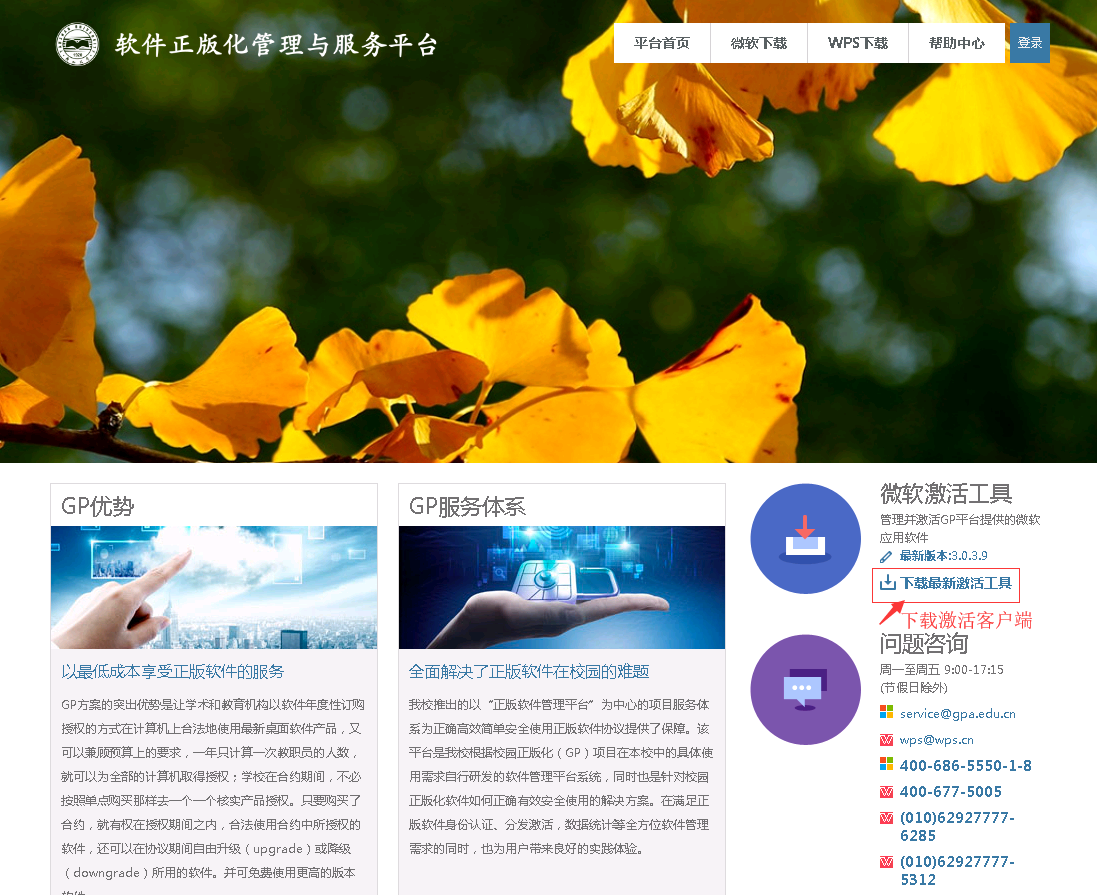 软件正版化管理与服务平台
平台首页
微软下载
WPS下载
帮助中心
登录
GP优势
以最低成本享受正版软件的服务
GP方案的突出优势是让学术和教育机构以软件年度性订购
授权的方式在计算机上合法地使用最新桌面软件产品，又
可以兼顾预算上的要求，一年只计算一次教职员的人数，
就可以为全部的计算机取得授权；学校在合约期间，不必
按照单点购买那样去一个一个核实产品授权。只要购买了
合约，就有权在授权期间之内，合法使用合约中所授权的
软件，还可以在协议期间自由升级（upgrade）或降级
（downgrade）所用的软件。并可免费使用更高的版本
GP服务体系
全面解决了正版软件在校园的难题
我校推出的以“正版软件管理平台”为中心的项目服务体
系为正确高效简单安全使用正版软件协议提供了保障。该
平台是我校根据校园正版化（GP）项目在本校中的具体使
用需求自行研发的软件管理平台系统，同时也是针对校园
正版化软件如何正确有效安全使用的解决方案。在满足正
版软件身份认证、分发激活，数据统计等全方位软件管理
需求的同时，也为用户带来良好的实践体验。
微软激活工具
管理并激活GP平台提供的微软
应用软件
最新版本:3.0.3.9
下载最新激活工具
下载激活客户端
问题咨询
周一至周五 9:00-17:15
(节假日除外)
service@gpa.edu.cn
wps@wps.cn
400-686-5550-1-8
400-677-5005
(010)62927777-
6285
(010)62927777-
5312